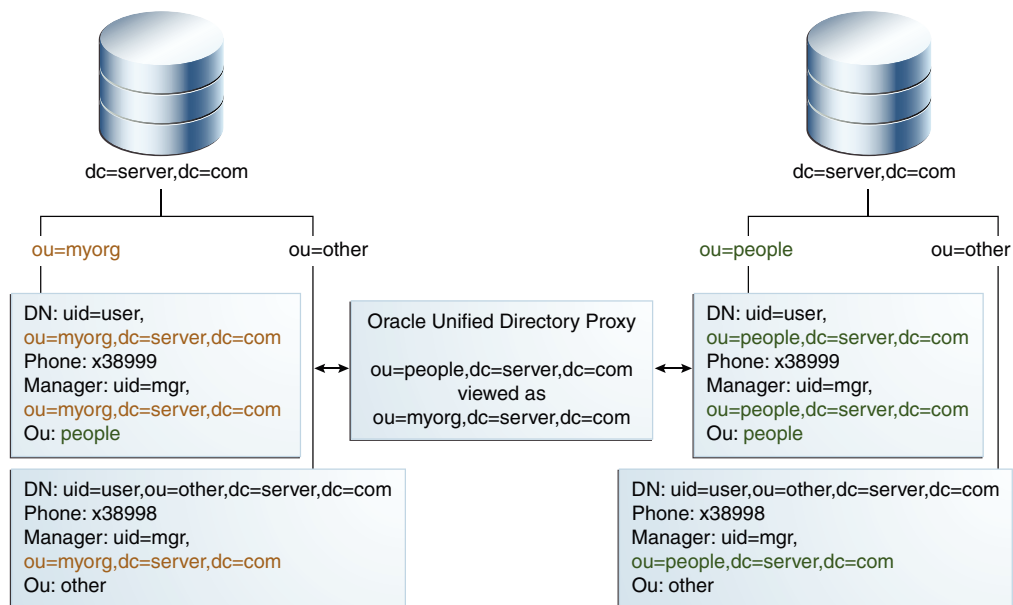 dc=server,dc=com
ou=myorg
ou=other
DN: uid=user,
ou=myorg,dc=server,dc=com
Phone: x38999
Manager: uid=mgr,
ou=myorg,dc=server,dc=com
Ou: people
DN: uid=user,ou=other,dc=server,dc=com
Phone: x38998
Manager: uid=mgr,
ou=myorg,dc=server,dc=com
Ou: other
Oracle Unified Directory Proxy
ou=people,dc=server,dc=com
viewed as
ou=myorg,dc=server,dc=com
dc=server,dc=com
ou=people
ou=other
DN: uid=user,
ou=people,dc=server,dc=com
Phone: x38999
Manager: uid=mgr,
ou=people,dc=server,dc=com
Ou: people
DN: uid=user,ou=other,dc=server,dc=com
Phone: x38998
Manager: uid=mgr,
ou=people,dc=server,dc=com
Ou: other